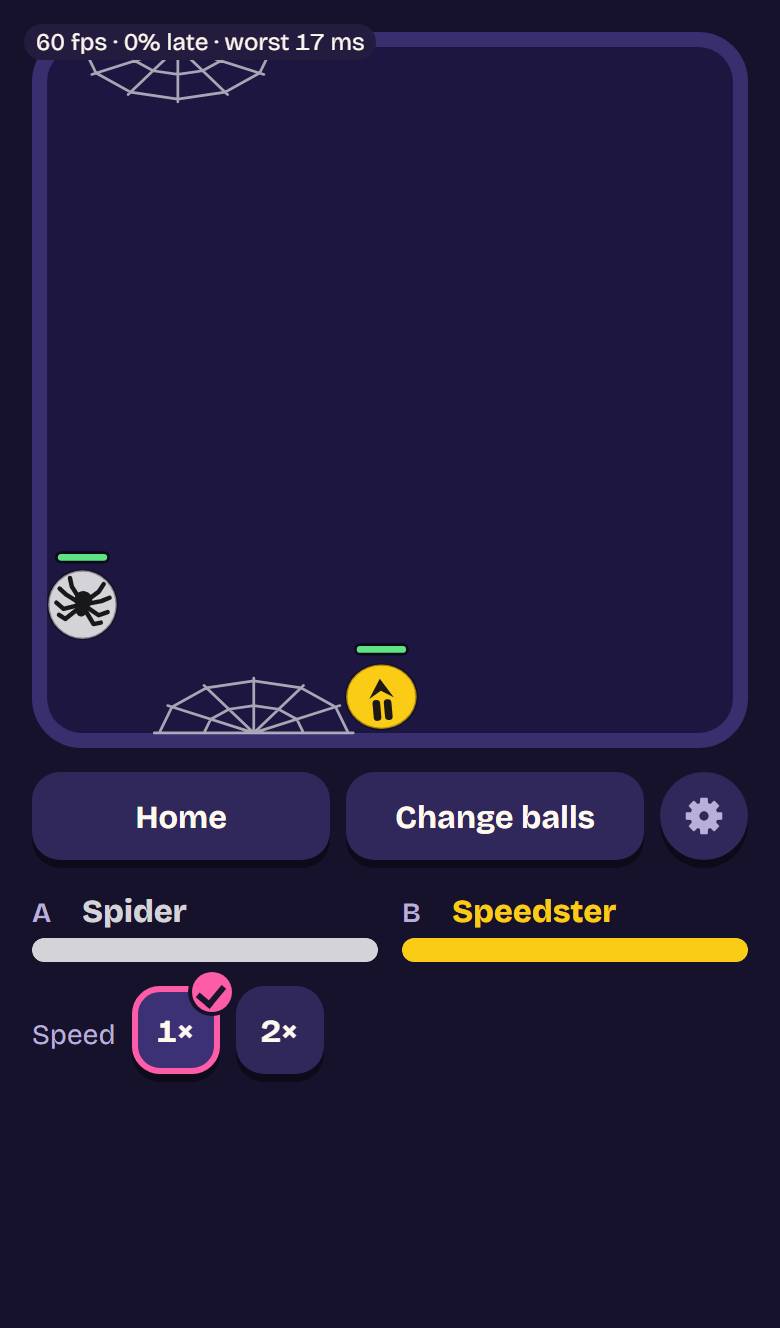 60 fps · 0% late · worst 17 ms
Home
Change balls
A Spider
B Speedster
Speed 1× 2×